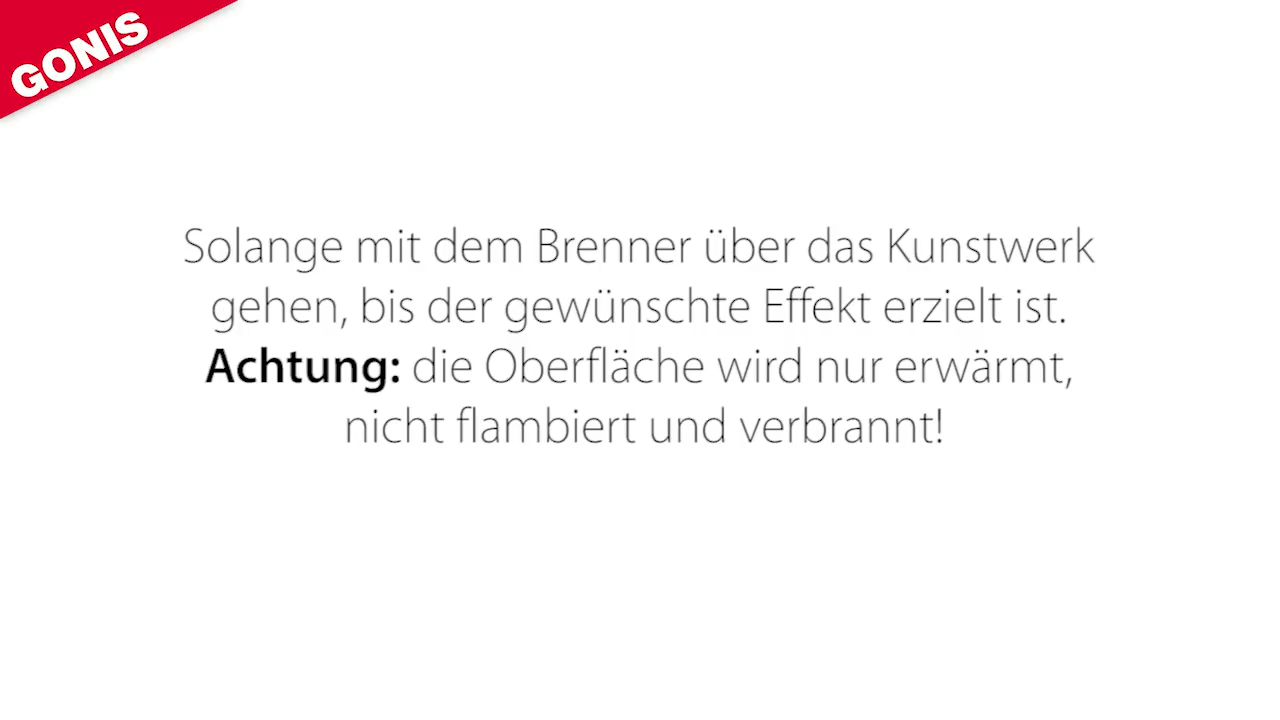 GONIS
Solange mit dem Brenner über das Kunstwerk
gehen, bis der gewünschte Effekt erzielt ist.
Achtung: die Oberfläche wird nur erwärmt,
nicht flambiert und verbrannt!